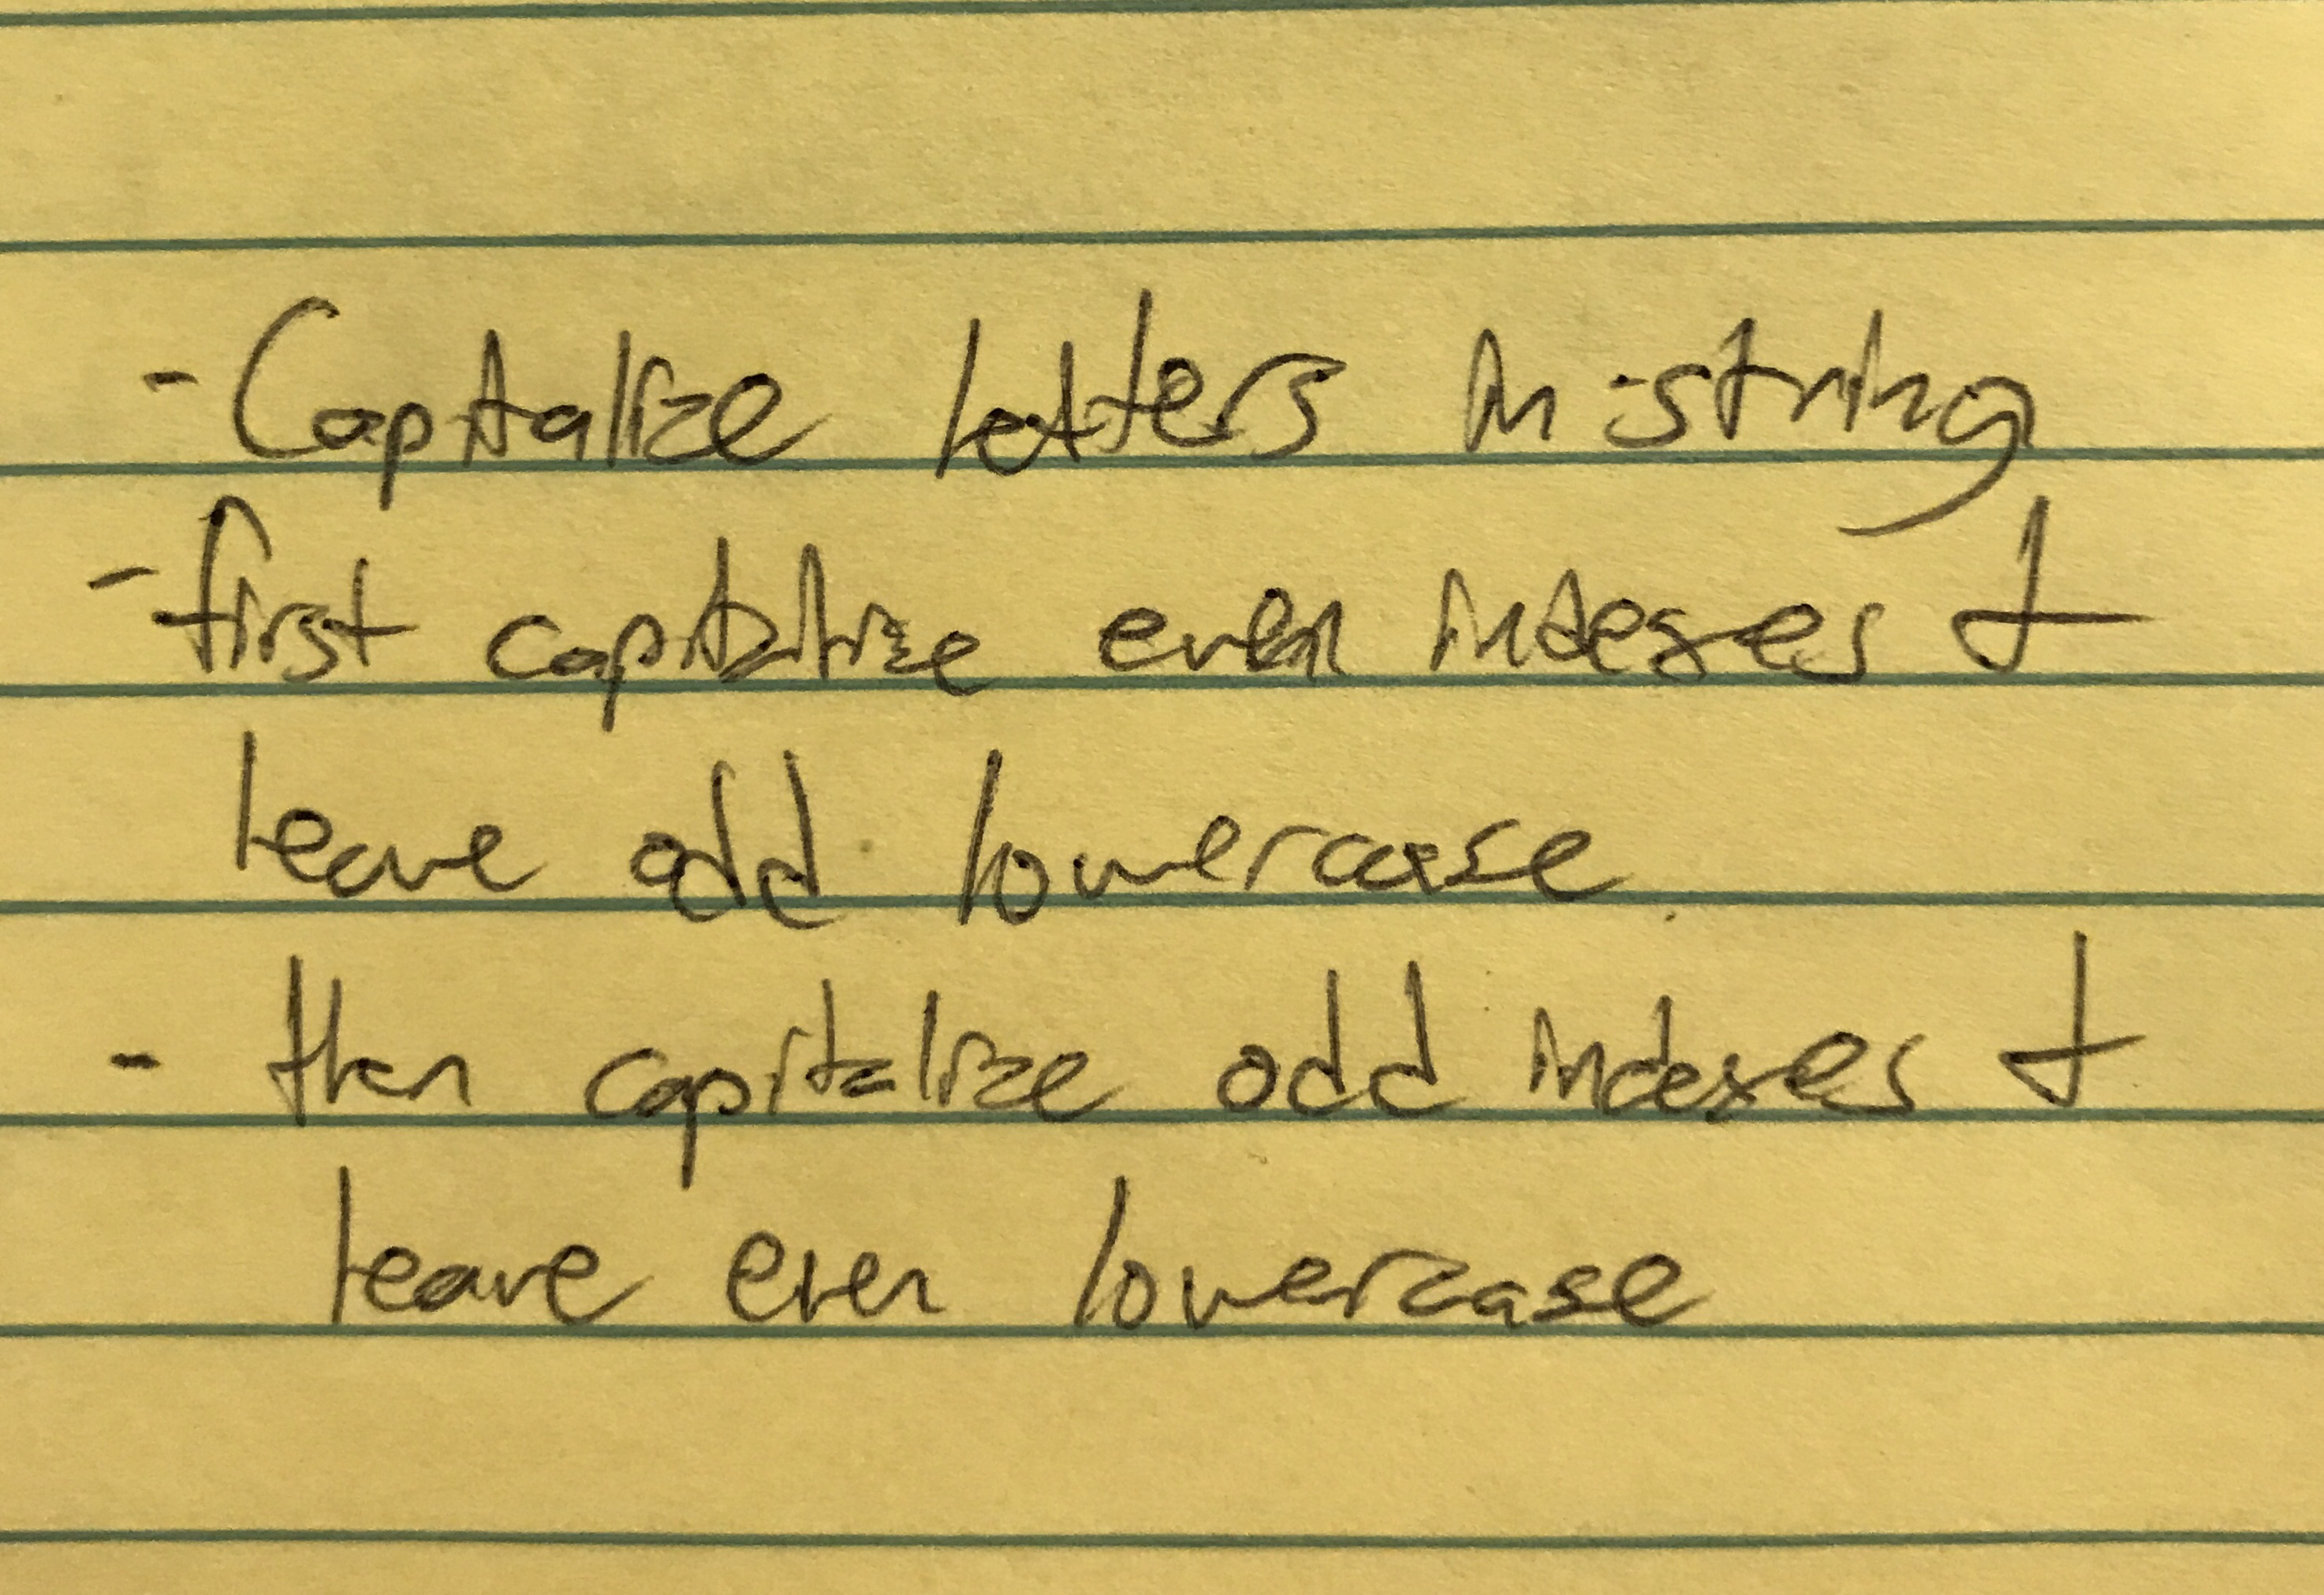 - Capitalize letters in string
- first capitalize even indexes +
leave odd lowercase
- then capitalize odd indexes +
leave even lowercase